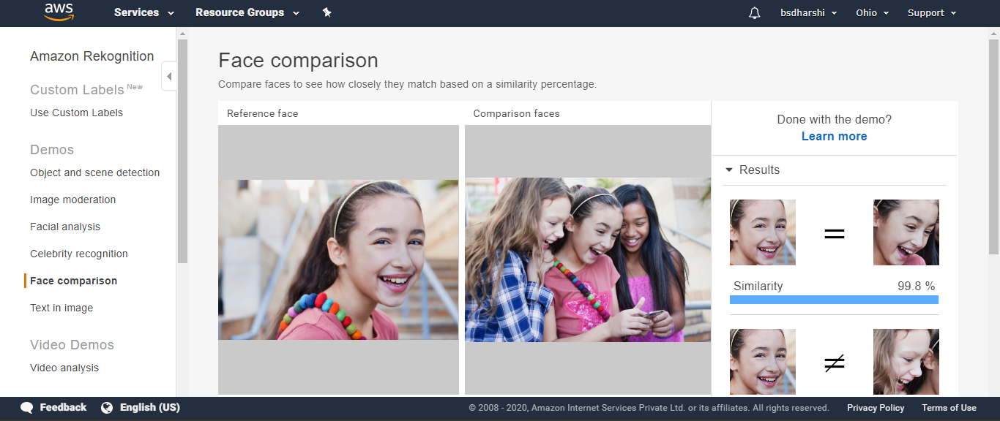 aws
Services
Resource Groups
bsdharshi
Ohio
Support
Amazon Rekognition
Custom Labels New
Use Custom Labels
Demos
Object and scene detection
Image moderation
Facial analysis
Celebrity recognition
Face comparison
Text in image
Video Demos
Video analysis
Face comparison
Compare faces to see how closely they match based on a similarity percentage.
Reference face
Comparison faces
Done with the demo?
Learn more
Results
=
Similarity 99.8 %
≠
Feedback
English (US)
© 2008 - 2020, Amazon Internet Services Private Ltd. or its affiliates. All rights reserved.
Privacy Policy
Terms of Use